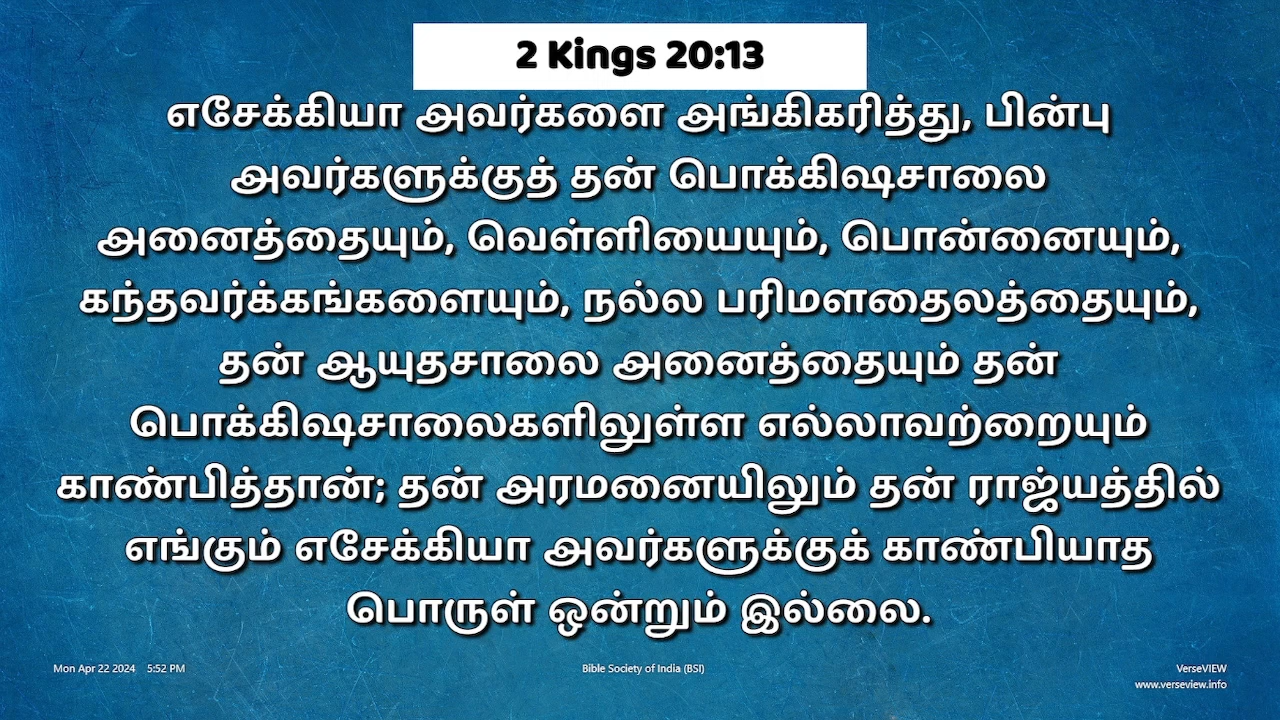 2 Kings 20:13
எசேக்கியா அவர்களை அங்கிகரித்து, பின்பு
அவர்களுக்குத் தன் பொக்கிஷசாலை
அனைத்தையும், வெள்ளியையும், பொன்னையும்,
கந்தவர்க்கங்களையும், நல்ல பரிமளதைலத்தையும்,
தன் ஆயுதசாலை அனைத்தையும் தன்
பொக்கிஷசாலைகளிலுள்ள எல்லாவற்றையும்
காண்பித்தான்; தன் அரமனையிலும் தன் ராஜ்யத்தில்
எங்கும் எசேக்கியா அவர்களுக்குக் காண்பியாத
பொருள் ஒன்றும் இல்லை.
Mon Apr 22 2024 5:52 PM
Bible Society of India (BSI)
VerseVIEW
www.verseview.info